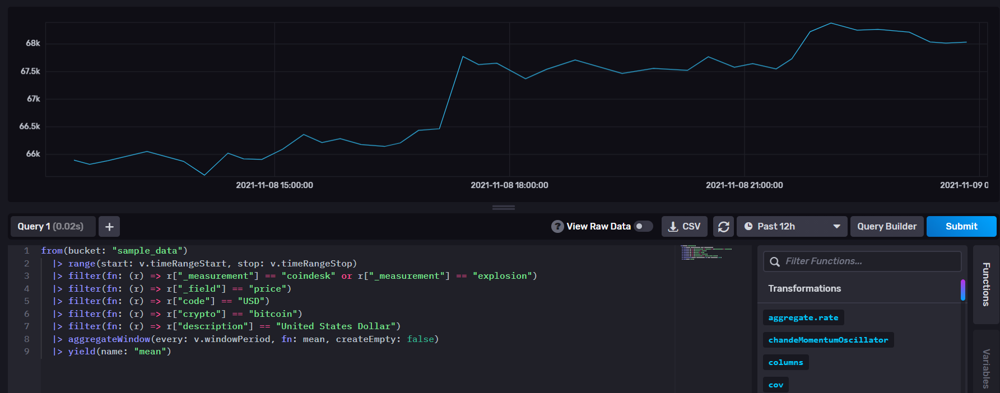 68k
67.5k
67k
66.5k
66k
2021-11-08 15:00:00 2021-11-08 18:00:00 2021-11-08 21:00:00 2021-11-09 0
Query 1 (0.02s) + ? View Raw Data CSV Past 12h Query Builder Submit
1 from(bucket: "sample_data")
2 |> range(start: v.timeRangeStart, stop: v.timeRangeStop)
3 |> filter(fn: (r) => r["_measurement"] == "coindesk" or r["_measurement"] == "explosion")
4 |> filter(fn: (r) => r["_field"] == "price")
5 |> filter(fn: (r) => r["code"] == "USD")
6 |> filter(fn: (r) => r["crypto"] == "bitcoin")
7 |> filter(fn: (r) => r["description"] == "United States Dollar")
8 |> aggregateWindow(every: v.windowPeriod, fn: mean, createEmpty: false)
9 |> yield(name: "mean")
Filter Functions...
Transformations
aggregate.rate
chandeMomentumOscillator
columns
cov
Functions
Variables